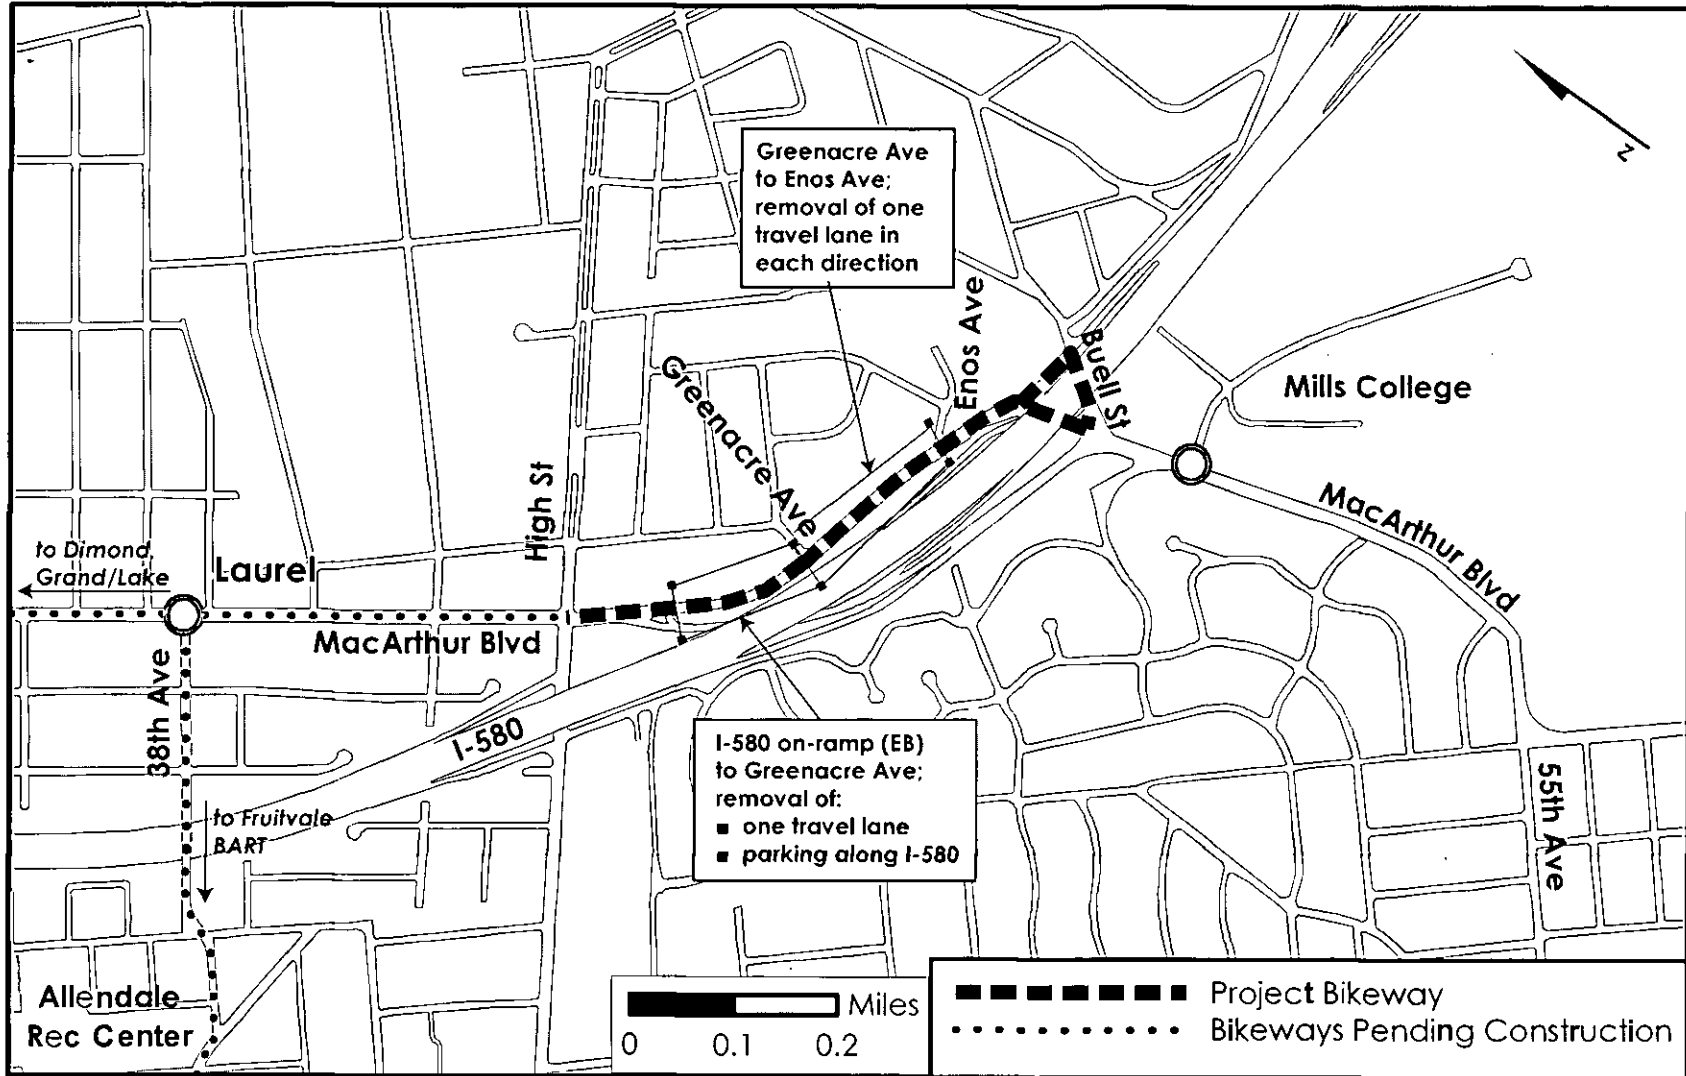 Greenacre Ave
to Enos Ave;
removal of one
travel lane in
each direction
z
Enos Ave
Buell St
Mills College
Greenacre Ave
High St
MacArthur Blvd
to Dimond,
Grand/Lake
Laurel
MacArthur Blvd
38th Ave
I-580
I-580 on-ramp (EB)
to Greenacre Ave;
removal of:
▪ one travel lane
▪ parking along I-580
55th Ave
to Fruitvale
BART
Allendale
Rec Center
Miles
0 0.1 0.2
Project Bikeway
Bikeways Pending Construction